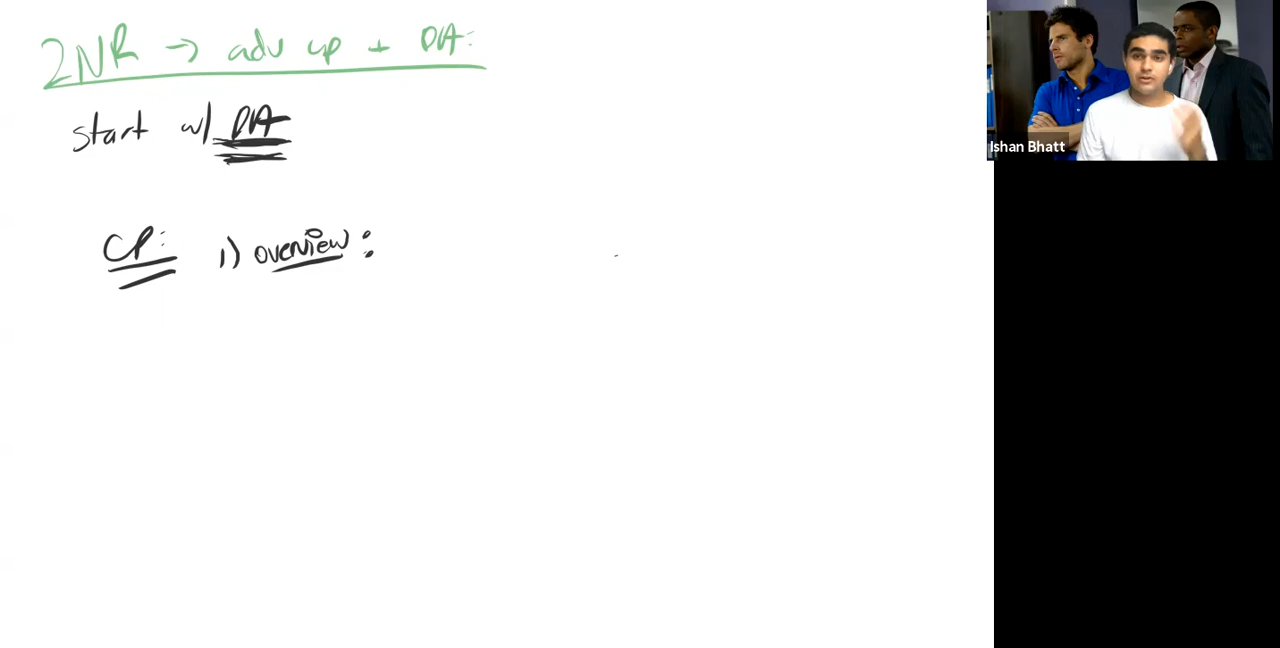 2NR → adv cp + DA:
start w/ DA
CP: 1) overview:
Ishan Bhatt